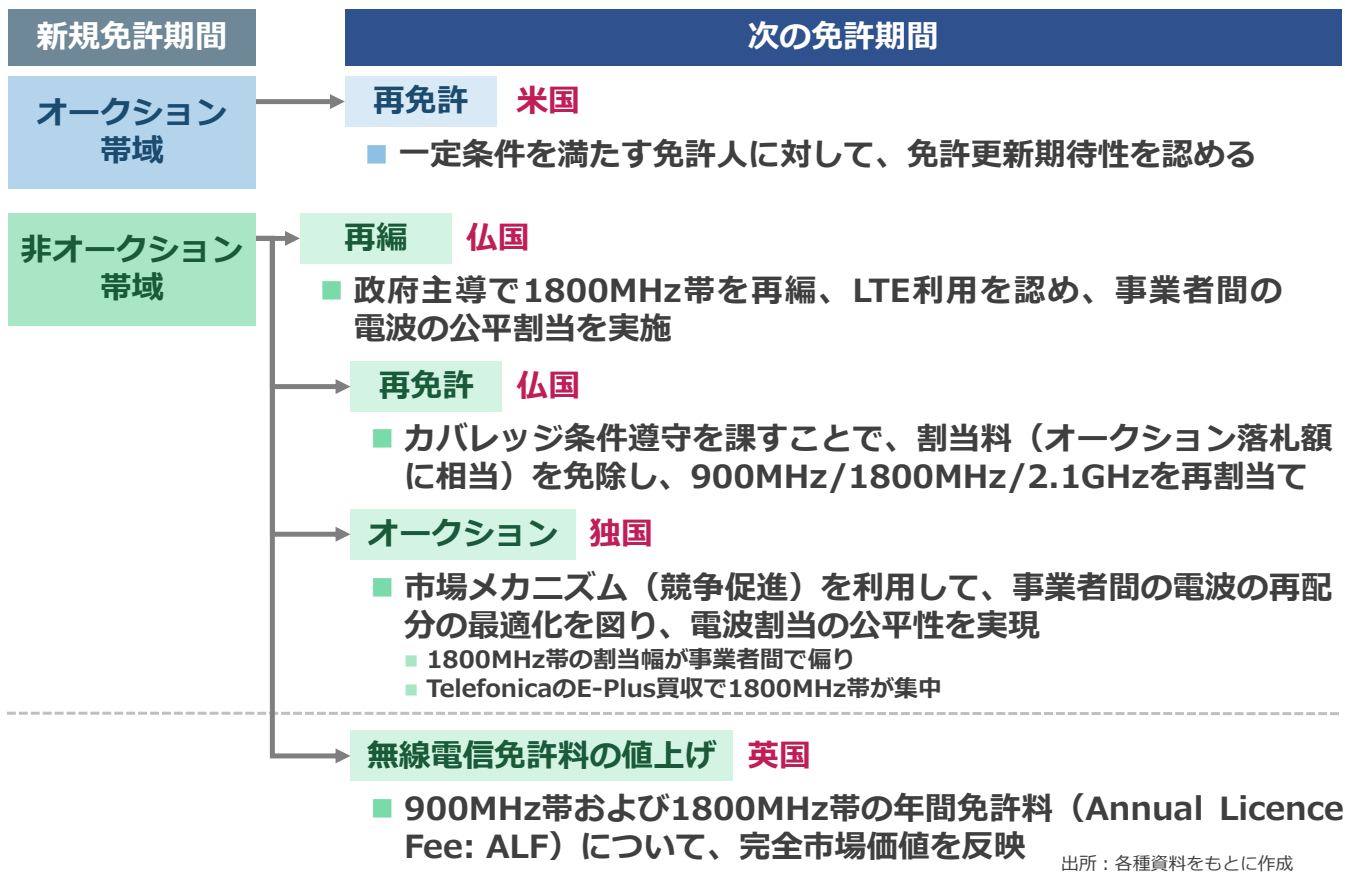 新規免許期間
次の免許期間
オークション
帯域
再免許 米国
■ 一定条件を満たす免許人に対して、免許更新期待性を認める
非オークション
帯域
再編 仏国
■ 政府主導で1800MHz帯を再編、LTE利用を認め、事業者間の
電波の公平割当を実施
再免許 仏国
■ カバレッジ条件遵守を課すことで、割当料（オークション落札額
に相当）を免除し、900MHz/1800MHz/2.1GHzを再割当て
オークション 独国
■ 市場メカニズム（競争促進）を利用して、事業者間の電波の再配
分の最適化を図り、電波割当の公平性を実現
■ 1800MHz帯の割当幅が事業者間で偏り
■ TelefonicaのE-Plus買収で1800MHz帯が集中
無線電信免許料の値上げ 英国
■ 900MHz帯および1800MHz帯の年間免許料（Annual Licence
Fee: ALF）について、完全市場価値を反映
出所：各種資料をもとに作成